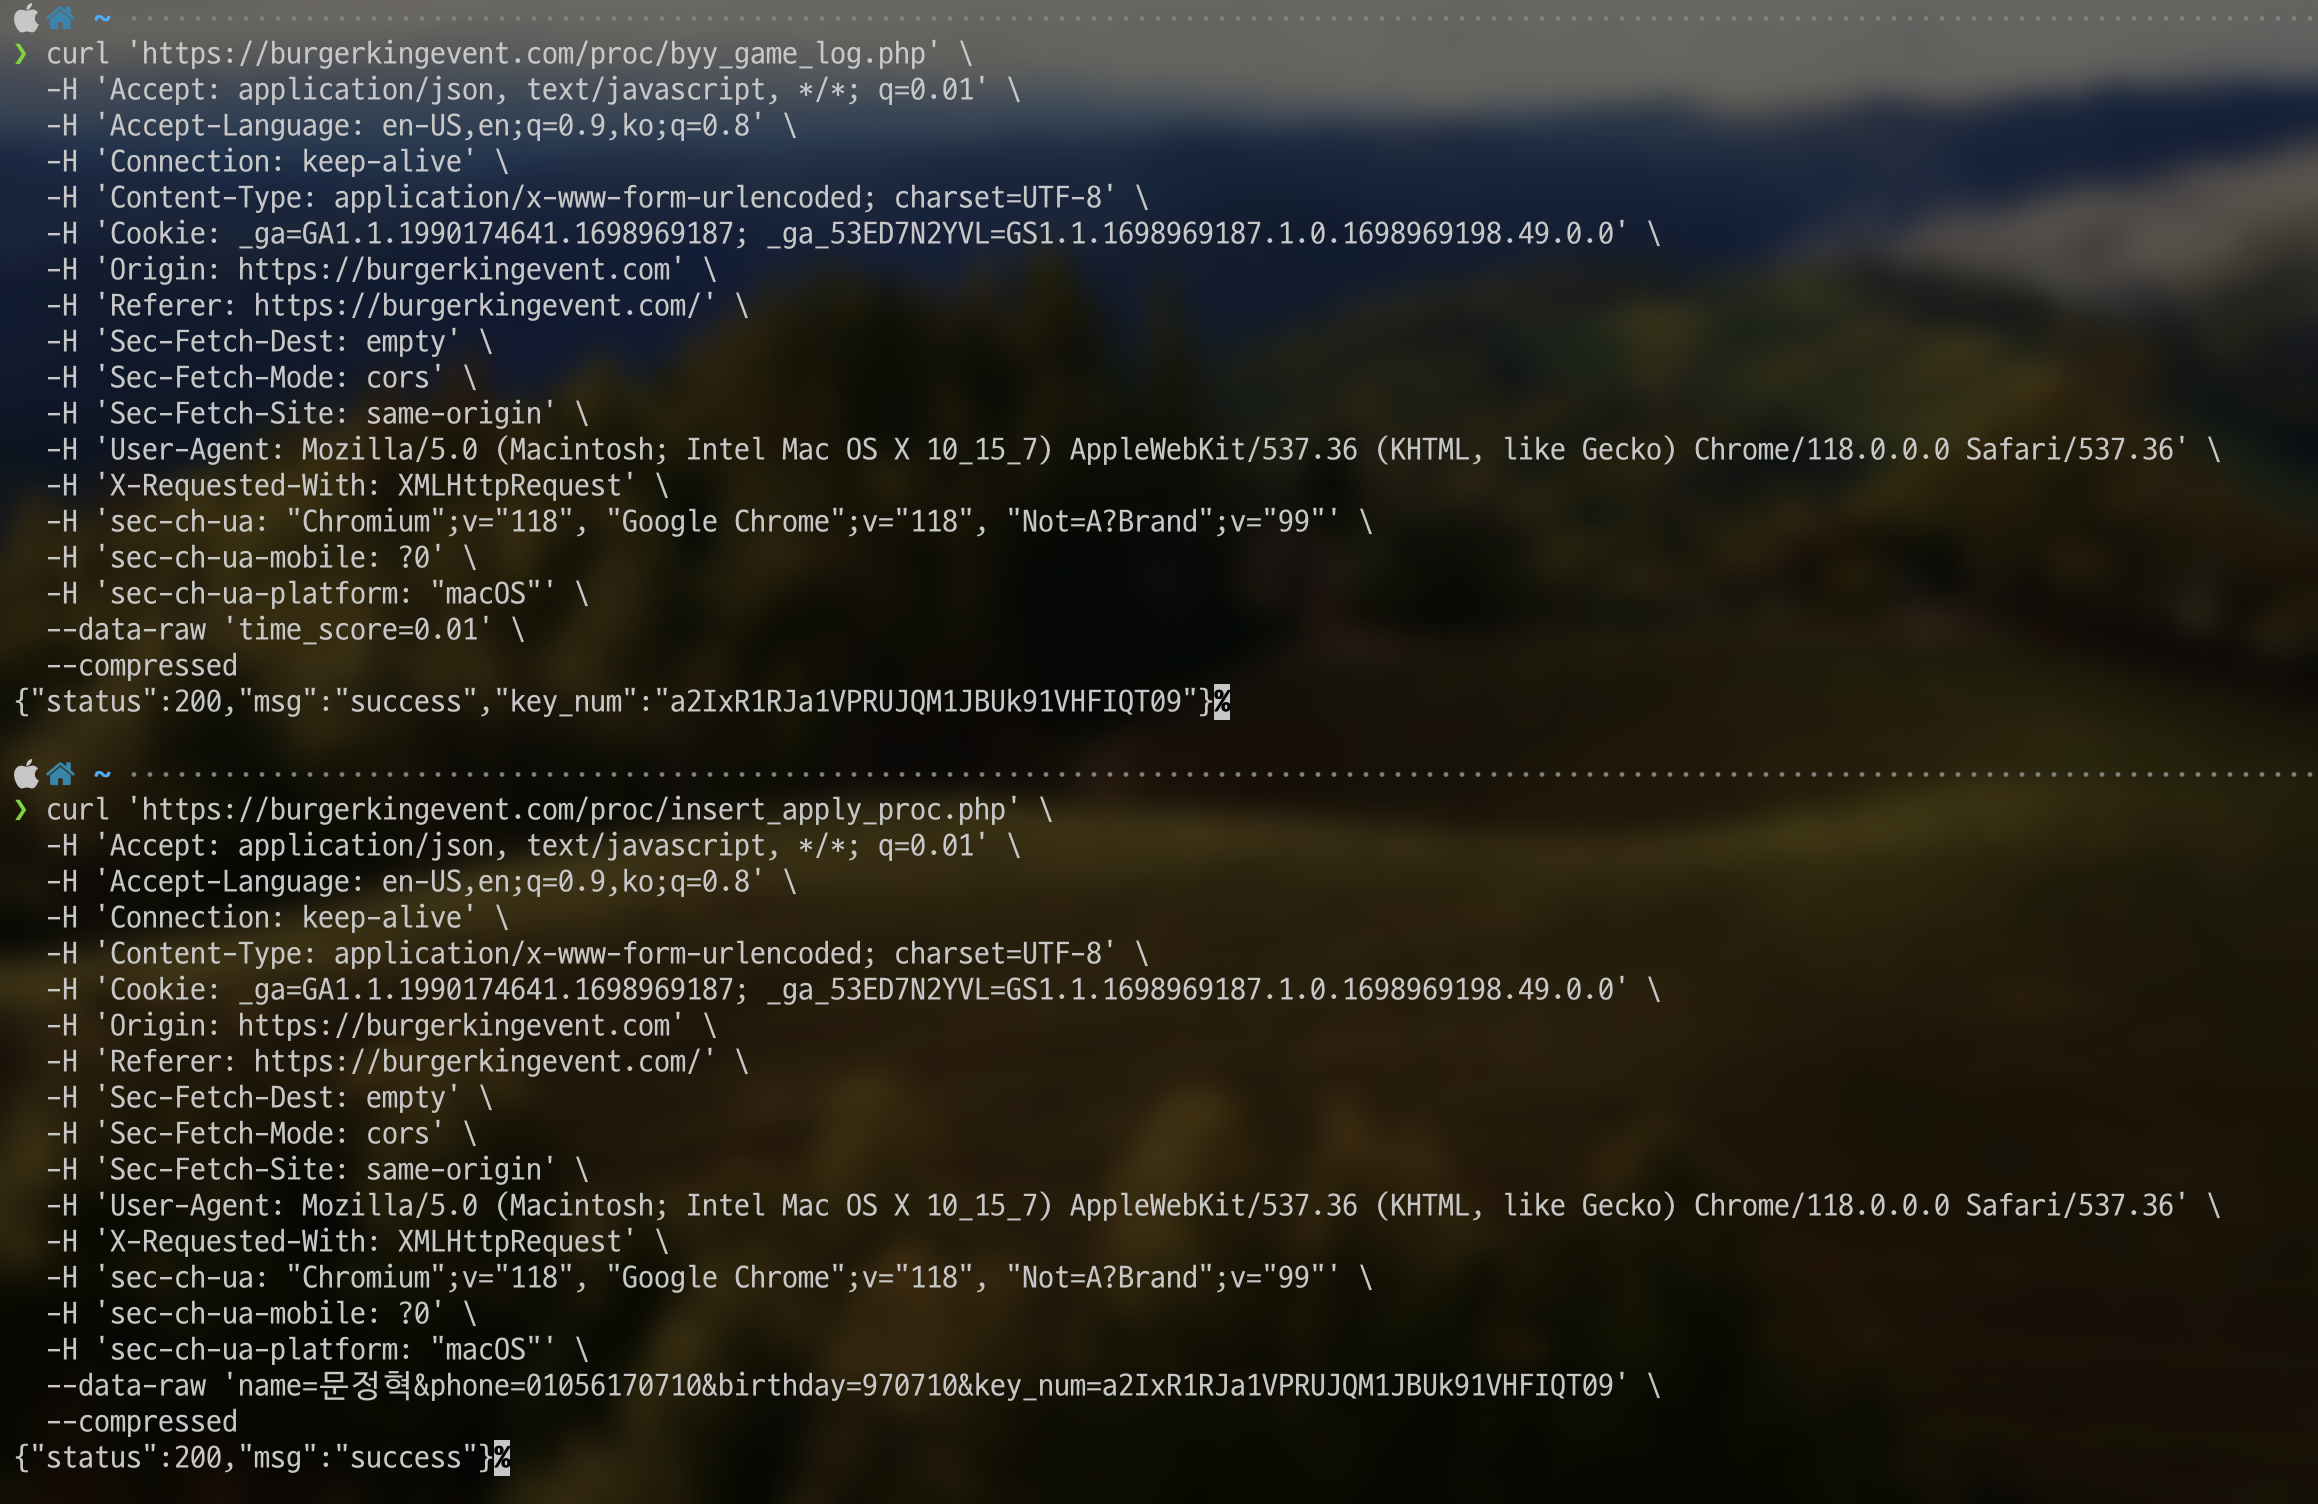 ~
❯ curl 'https://burgerkingevent.com/proc/byy_game_log.php' \
-H 'Accept: application/json, text/javascript, */*; q=0.01' \
-H 'Accept-Language: en-US,en;q=0.9,ko;q=0.8' \
-H 'Connection: keep-alive' \
-H 'Content-Type: application/x-www-form-urlencoded; charset=UTF-8' \
-H 'Cookie: _ga=GA1.1.1990174641.1698969187; _ga_53ED7N2YVL=GS1.1.1698969187.1.0.1698969198.49.0.0' \
-H 'Origin: https://burgerkingevent.com' \
-H 'Referer: https://burgerkingevent.com/' \
-H 'Sec-Fetch-Dest: empty' \
-H 'Sec-Fetch-Mode: cors' \
-H 'Sec-Fetch-Site: same-origin' \
-H 'User-Agent: Mozilla/5.0 (Macintosh; Intel Mac OS X 10_15_7) AppleWebKit/537.36 (KHTML, like Gecko) Chrome/118.0.0.0 Safari/537.36' \
-H 'X-Requested-With: XMLHttpRequest' \
-H 'sec-ch-ua: "Chromium";v="118", "Google Chrome";v="118", "Not=A?Brand";v="99"' \
-H 'sec-ch-ua-mobile: ?0' \
-H 'sec-ch-ua-platform: "macOS"' \
--data-raw 'time_score=0.01' \
--compressed
{"status":200,"msg":"success","key_num":"a2IxR1RJa1VPRUJQM1JBUk91VHFIQT09"}%
~
❯ curl 'https://burgerkingevent.com/proc/insert_apply_proc.php' \
-H 'Accept: application/json, text/javascript, */*; q=0.01' \
-H 'Accept-Language: en-US,en;q=0.9,ko;q=0.8' \
-H 'Connection: keep-alive' \
-H 'Content-Type: application/x-www-form-urlencoded; charset=UTF-8' \
-H 'Cookie: _ga=GA1.1.1990174641.1698969187; _ga_53ED7N2YVL=GS1.1.1698969187.1.0.1698969198.49.0.0' \
-H 'Origin: https://burgerkingevent.com' \
-H 'Referer: https://burgerkingevent.com/' \
-H 'Sec-Fetch-Dest: empty' \
-H 'Sec-Fetch-Mode: cors' \
-H 'Sec-Fetch-Site: same-origin' \
-H 'User-Agent: Mozilla/5.0 (Macintosh; Intel Mac OS X 10_15_7) AppleWebKit/537.36 (KHTML, like Gecko) Chrome/118.0.0.0 Safari/537.36' \
-H 'X-Requested-With: XMLHttpRequest' \
-H 'sec-ch-ua: "Chromium";v="118", "Google Chrome";v="118", "Not=A?Brand";v="99"' \
-H 'sec-ch-ua-mobile: ?0' \
-H 'sec-ch-ua-platform: "macOS"' \
--data-raw 'name=문정혁&phone=01056170710&birthday=970710&key_num=a2IxR1RJa1VPRUJQM1JBUk91VHFIQT09' \
--compressed
{"status":200,"msg":"success"}%